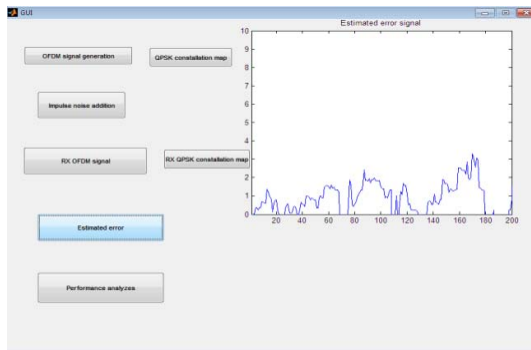 GUI
Estimated error signal
OFDM signal generation
QPSK constallation map
Impulse noise addition
RX OFDM signal
RX QPSK constallation map
Estimated error
Performance analyzes
10
9
8
7
6
5
4
3
2
1
0
20 40 60 80 100 120 140 160 180 200